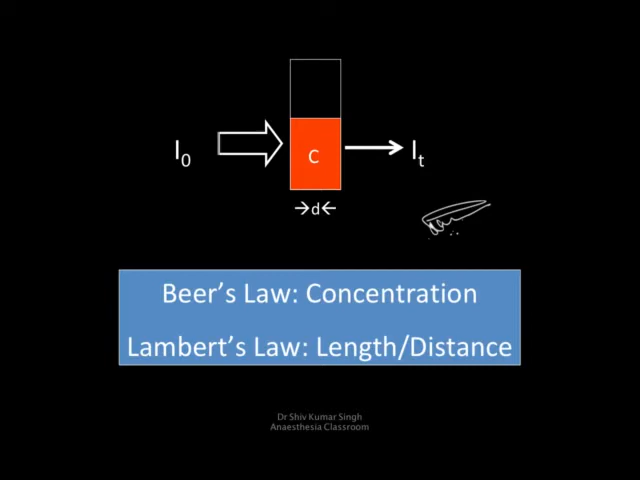 I0
C
It
→d←
Beer's Law: Concentration
Lambert's Law: Length/Distance
Dr Shiv Kumar Singh
Anaesthesia Classroom